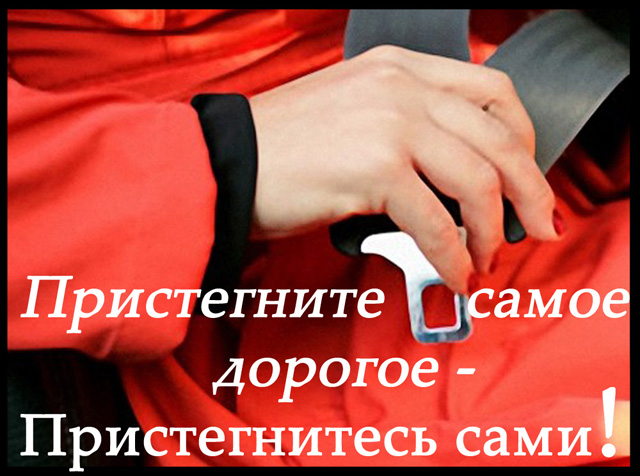 Пристегните самое
дорогое -
Пристегнитесь сами!